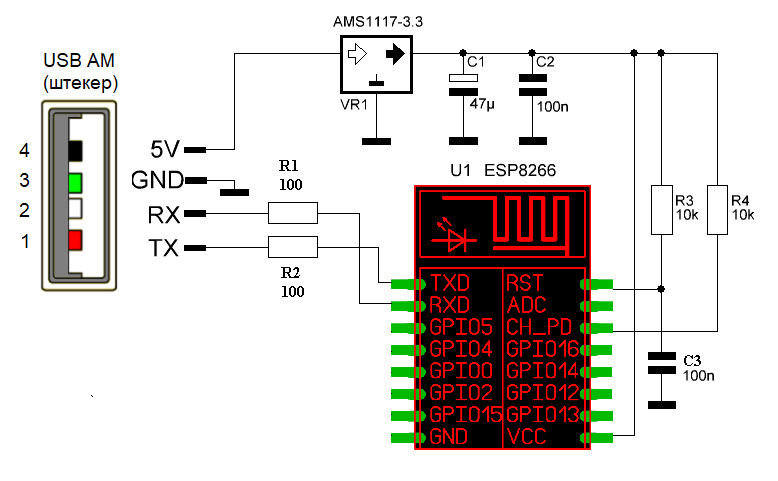 AMS1117-3.3
USB AM
(штекер)
VR1
C1
47µ
C2
100n
4
3
2
1
5V
GND
RX
TX
R1
100
R2
100
U1 ESP8266
R3
10k
R4
10k
TXD RST
RXD ADC
GPIO5 CH_PD
GPIO4 GPIO16
GPIO0 GPIO14
GPIO2 GPIO12
GPIO15 GPIO13
GND VCC
C3
100n